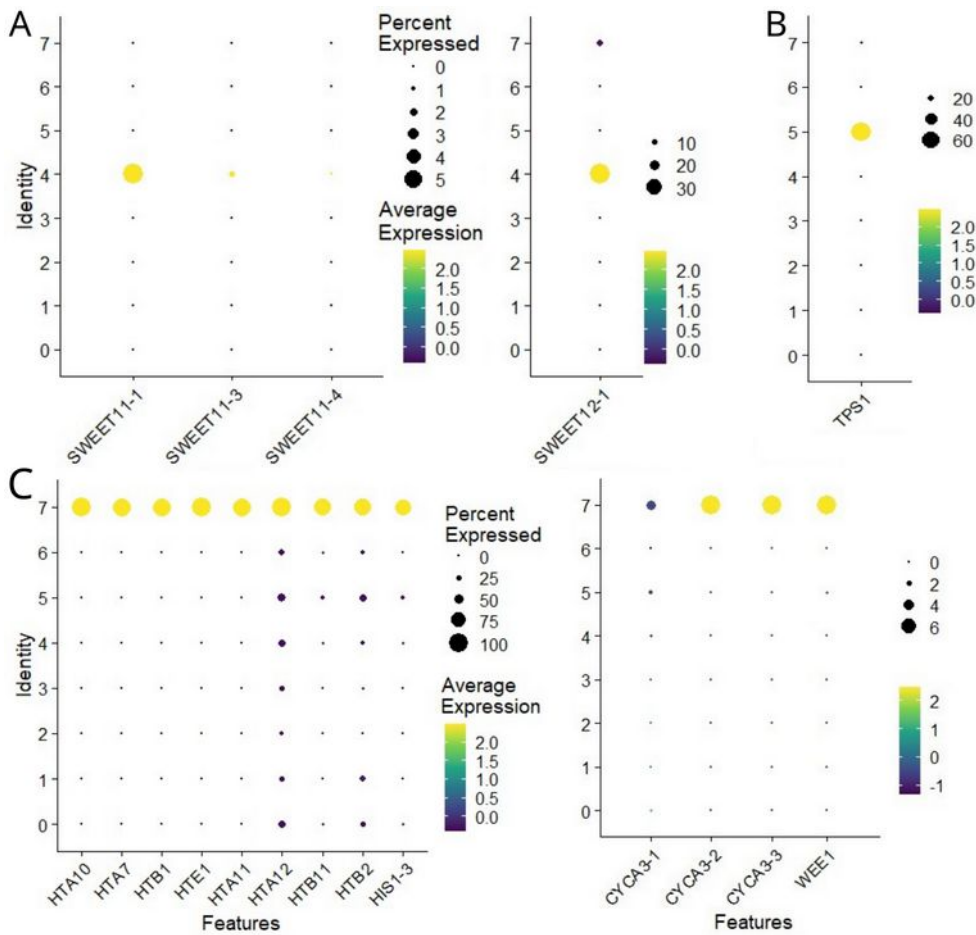 A
Identity
7
6
5
4
3
2
1
0
SWEET11-1
SWEET11-3
SWEET11-4
Percent
Expressed
0
1
2
3
4
5
Average
Expression
2.0
1.5
1.0
0.5
0.0
7
6
5
4
3
2
1
0
SWEET12-1
10
20
30
2.0
1.5
1.0
0.5
0.0
B
7
6
5
4
3
2
1
0
TPS1
20
40
60
2.0
1.5
1.0
0.5
0.0
C
Identity
7
6
5
4
3
2
1
0
HTA10
HTA7
HTB1
HTE1
HTA11
HTA12
HTB11
HTB2
HIS1-3
Features
Percent
Expressed
0
25
50
75
100
Average
Expression
2.0
1.5
1.0
0.5
0.0
7
6
5
4
3
2
1
0
CYCA3-1
CYCA3-2
CYCA3-3
WEE1
Features
0
2
4
6
2
1
0
-1